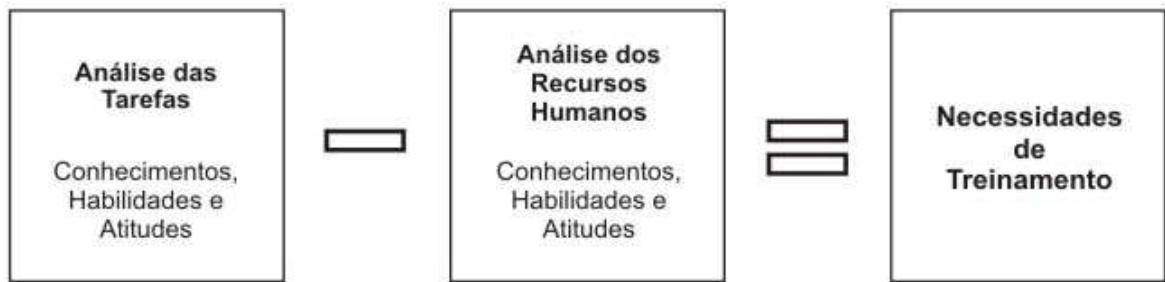 Análise das
Tarefas
Conhecimentos,
Habilidades e
Atitudes
Análise dos
Recursos
Humanos
Conhecimentos,
Habilidades e
Atitudes
Necessidades
de
Treinamento